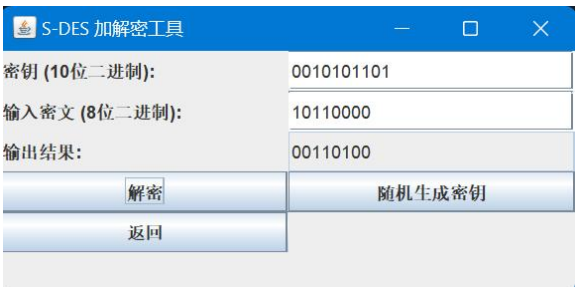 S-DES 加解密工具
密钥 (10位二进制): 0010101101
输入密文 (8位二进制): 10110000
输出结果: 00110100
解密 随机生成密钥
返回